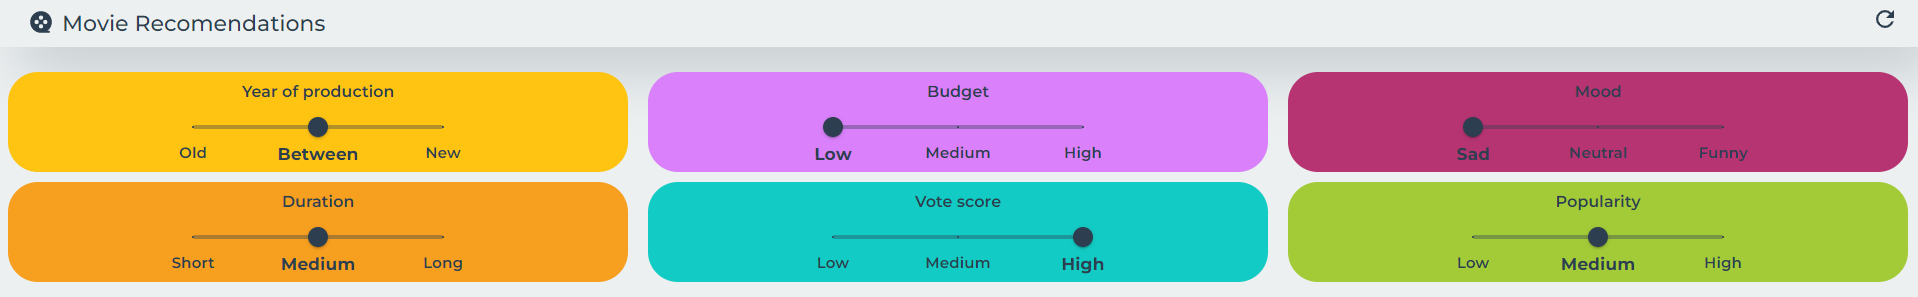 Movie Recomendations
Year of production
Old Between New
Budget
Low Medium High
Mood
Sad Neutral Funny
Duration
Short Medium Long
Vote score
Low Medium High
Popularity
Low Medium High